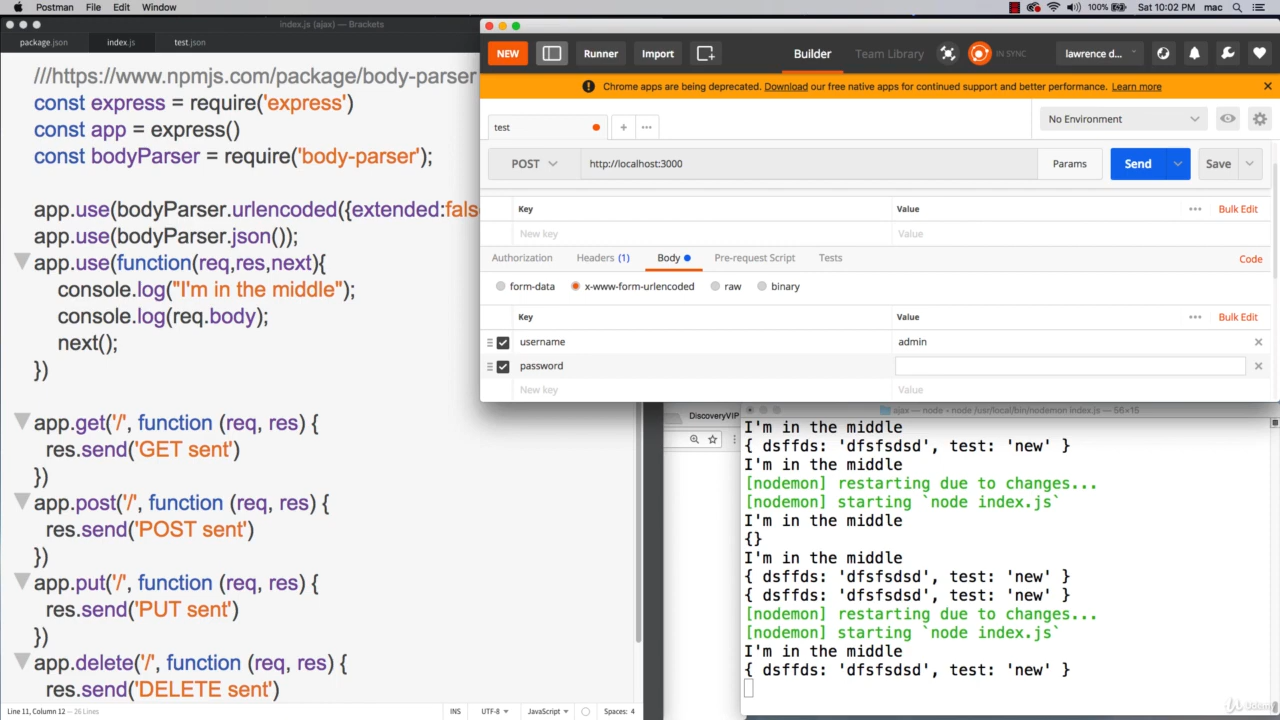 Postman File Edit Window 100% Sat 10:02 PM mac
index.js (ajax) — Brackets
package.json index.js test.json
///https://www.npmjs.com/package/body-parser
const express = require('express')
const app = express()
const bodyParser = require('body-parser');
app.use(bodyParser.urlencoded({extended:fals
app.use(bodyParser.json());
app.use(function(req,res,next){
console.log("I'm in the middle");
console.log(req.body);
next();
})
app.get('/', function (req, res) {
res.send('GET sent')
})
app.post('/', function (req, res) {
res.send('POST sent')
})
app.put('/', function (req, res) {
res.send('PUT sent')
})
app.delete('/', function (req, res) {
res.send('DELETE sent')
Line 11, Column 12 — 26 Lines INS UTF-8 JavaScript Spaces: 4
NEW Runner Import Builder Team Library IN SYNC lawrence d...
Chrome apps are being deprecated. Download our free native apps for continued support and better performance. Learn more
test ••• No Environment
POST http://localhost:3000 Params Send Save
Key Value ••• Bulk Edit
New key Value
Authorization Headers (1) Body Pre-request Script Tests Code
form-data x-www-form-urlencoded raw binary
Key Value ••• Bulk Edit
username admin
password
New key Value
DiscoveryVIP
ajax — node • node /usr/local/bin/nodemon index.js — 56×15
I'm in the middle
{ dsffds: 'dfsfsdsd', test: 'new' }
I'm in the middle
[nodemon] restarting due to changes...
[nodemon] starting `node index.js`
I'm in the middle
{}
I'm in the middle
{ dsffds: 'dfsfsdsd', test: 'new' }
{ dsffds: 'dfsfsdsd', test: 'new' }
[nodemon] restarting due to changes...
[nodemon] starting `node index.js`
I'm in the middle
{ dsffds: 'dfsfsdsd', test: 'new' }
Udemy